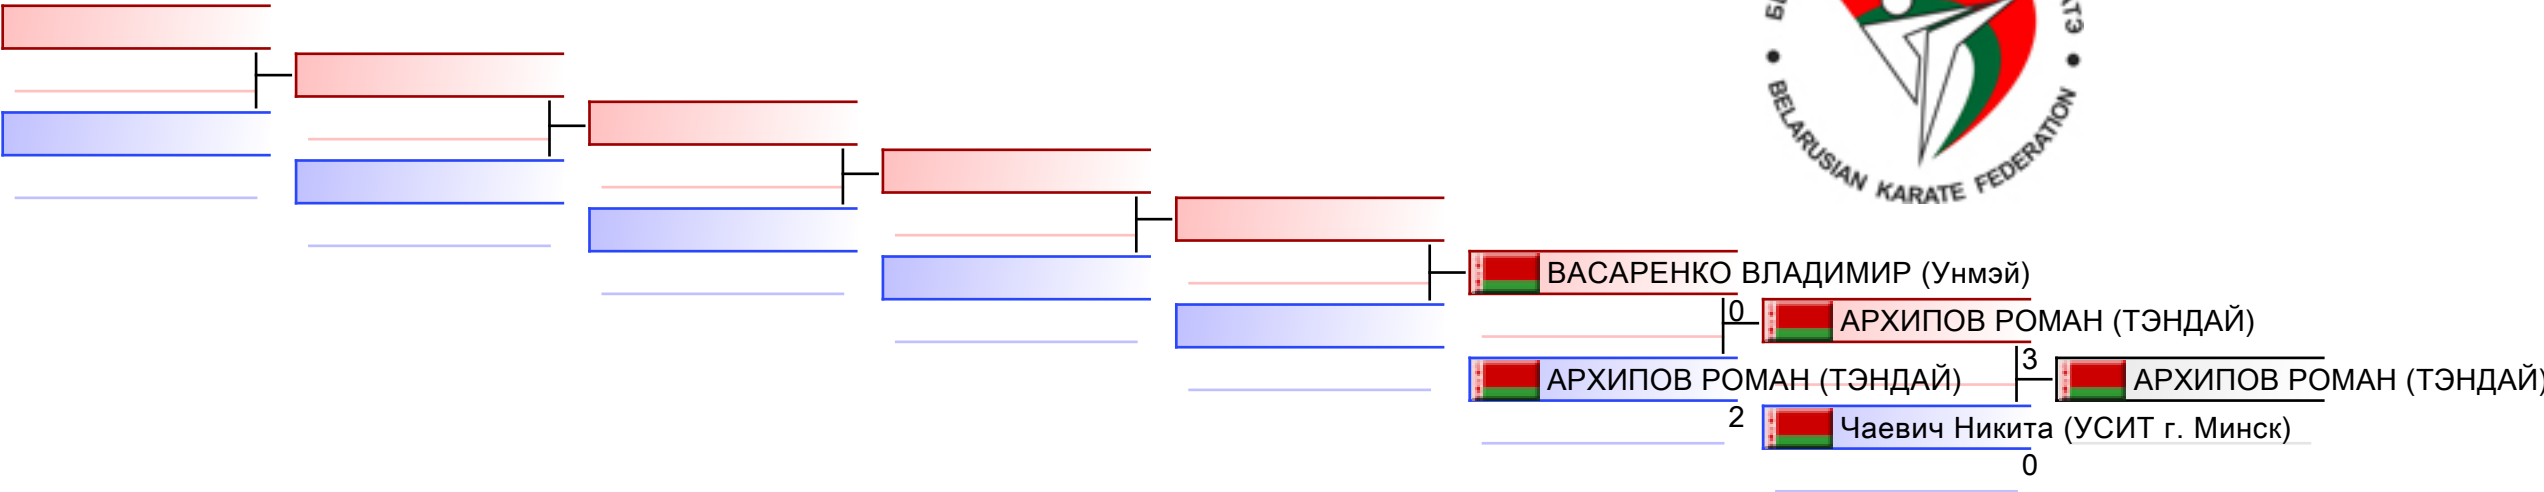 BELARUSIAN KARATE FEDERATION
ВАСАРЕНКО ВЛАДИМИР (Унмэй)
0
АРХИПОВ РОМАН (ТЭНДАЙ)
3
АРХИПОВ РОМАН (ТЭНДАЙ)
АРХИПОВ РОМАН (ТЭНДАЙ)
2
Чаевич Никита (УСИТ г. Минск)
0